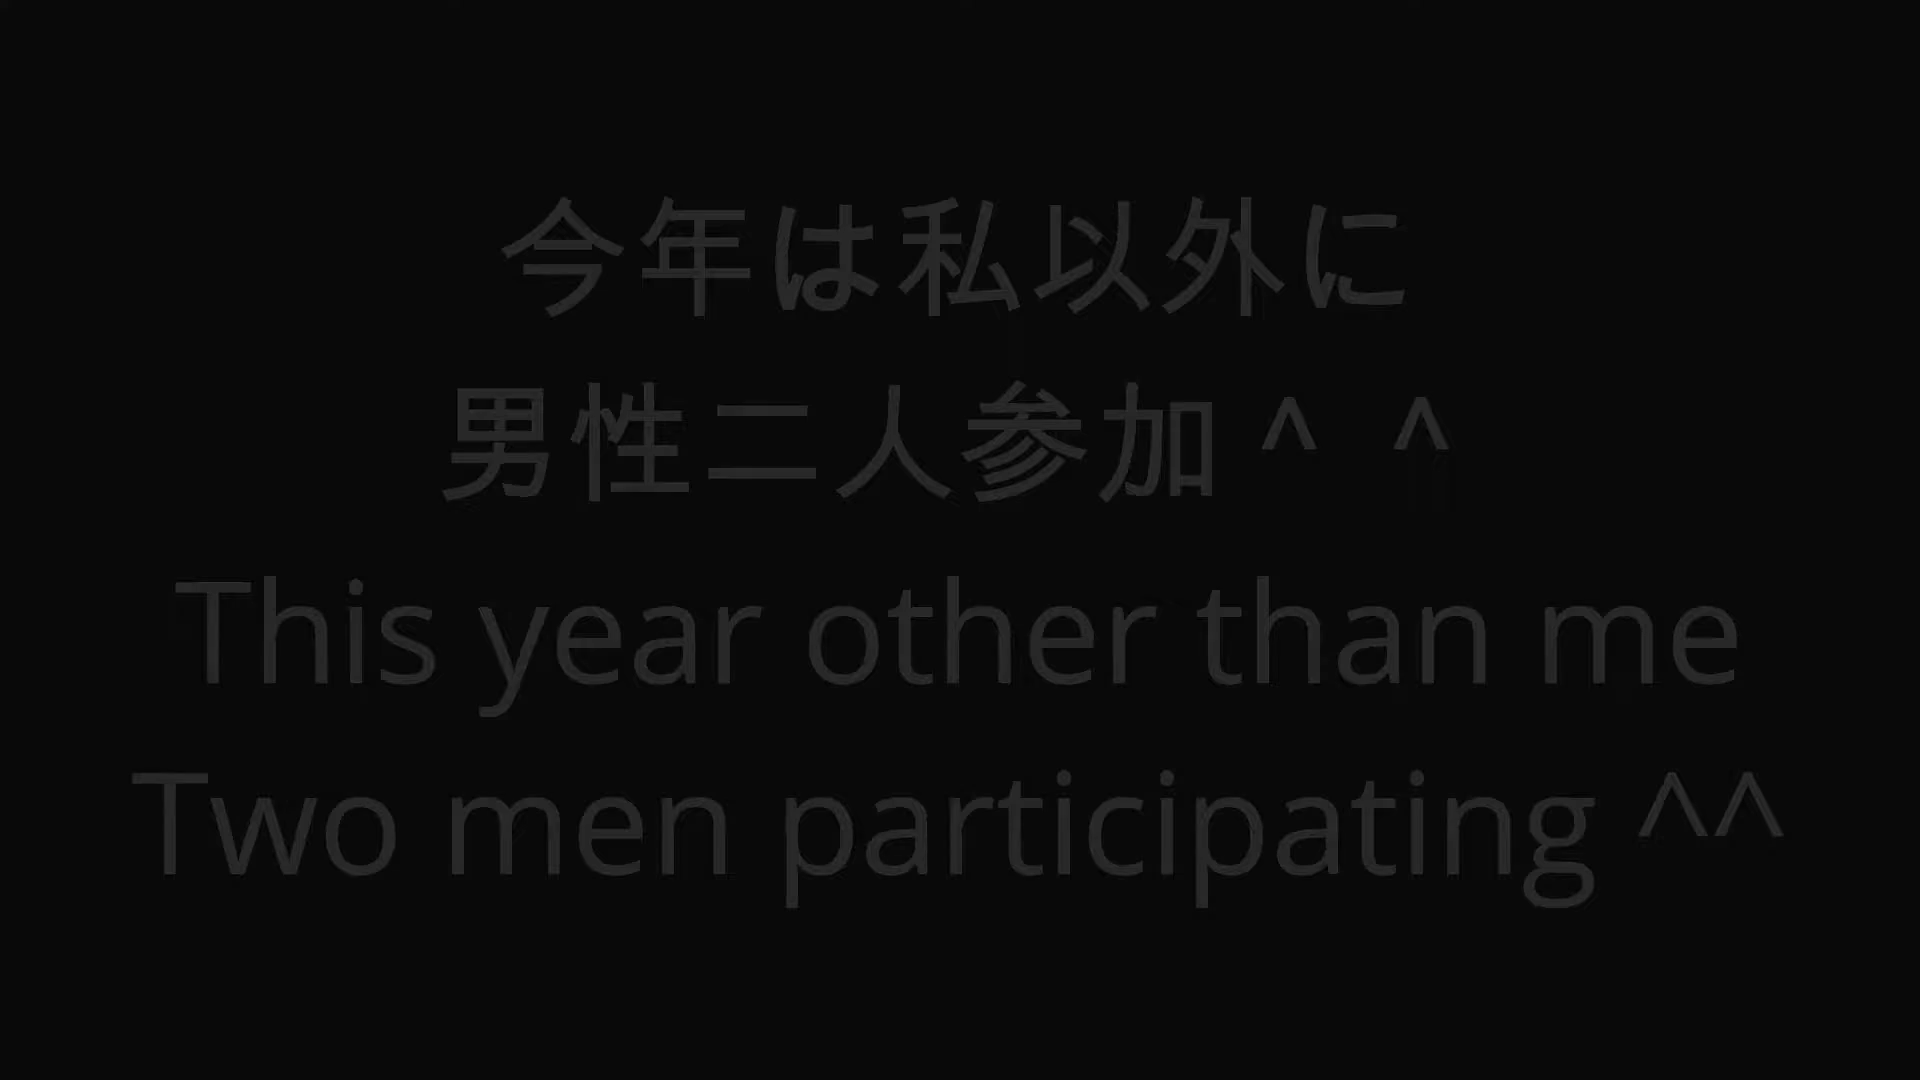 今年は私以外に
男性二人参加＾ ＾
This year other than me
Two men participating ^^